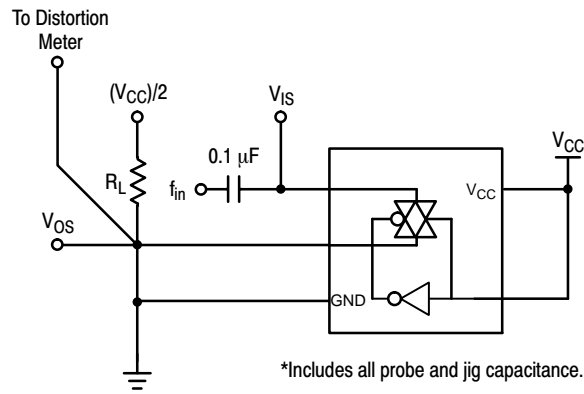 To Distortion
Meter
(VCC)/2
VIS
VCC
0.1 μF
RL
fin
VCC
VOS
GND
*Includes all probe and jig capacitance.